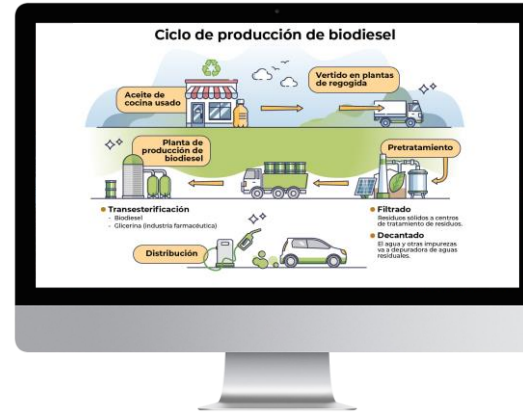 Ciclo de producción de biodiesel
Aceite de
cocina usado
Vertido en plantas
de regogida
Planta de
producción de
biodiesel
Pretratamiento
Transesterificación
- Biodiesel
- Glicerina (industria farmacéutica)
Filtrado
Residuos sólidos a centros
de tratamiento de residuos.
Decantado
El agua y otras impurezas
va a depuradora de aguas
residuales.
Distribución